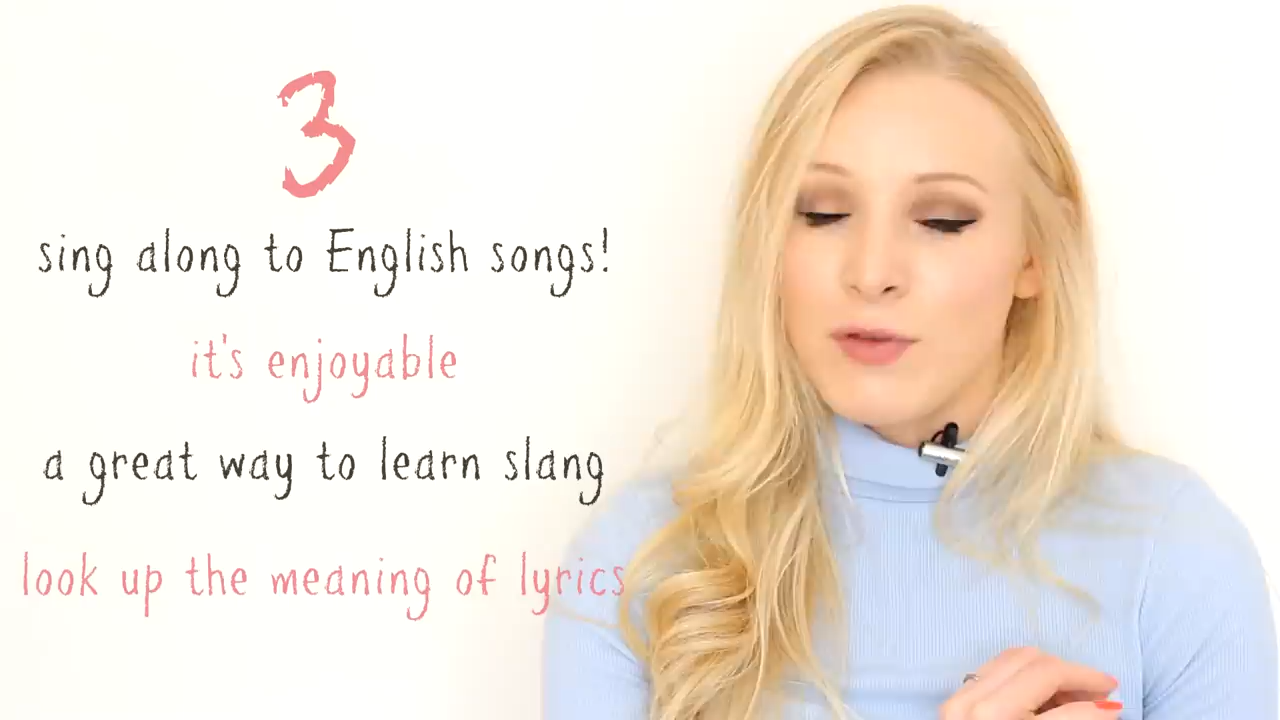 3
sing along to English songs!
it's enjoyable
a great way to learn slang
look up the meaning of lyrics